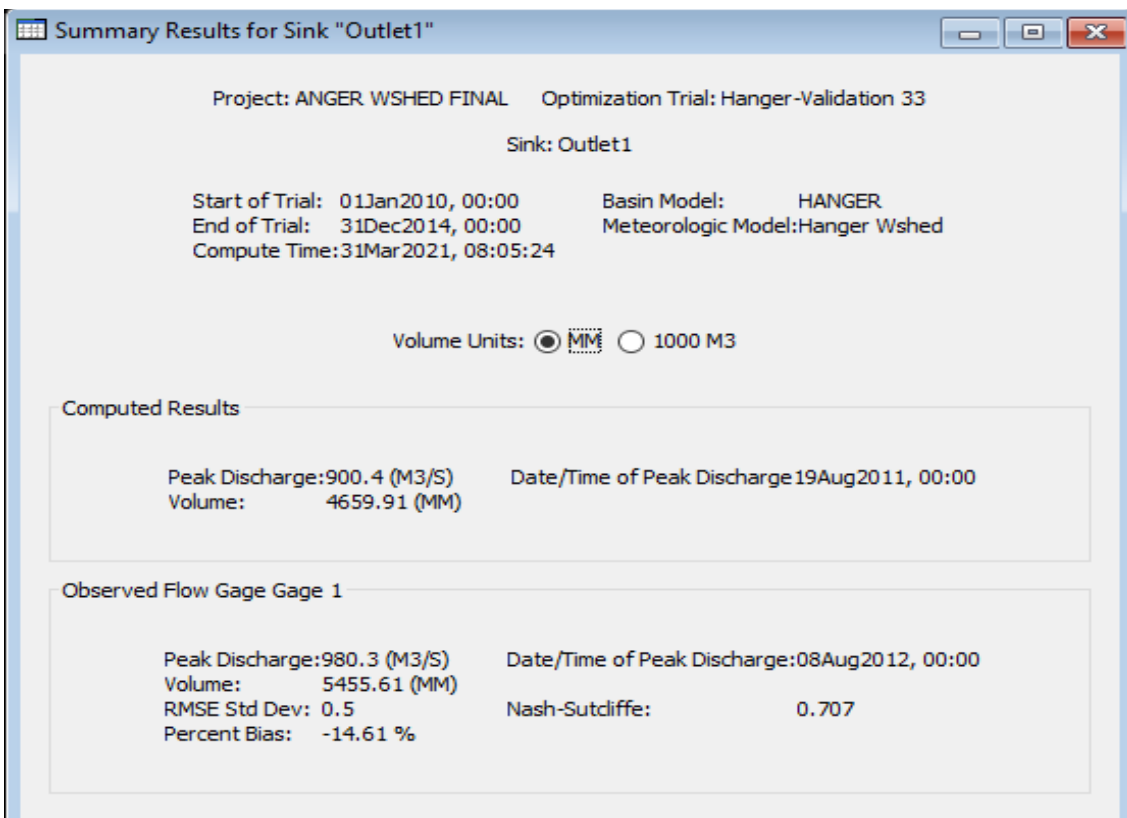 Summary Results for Sink "Outlet1"
Project: ANGER WSHED FINAL Optimization Trial: Hanger-Validation 33
Sink: Outlet1
Start of Trial: 01Jan2010, 00:00 Basin Model: HANGER
End of Trial: 31Dec2014, 00:00 Meteorologic Model:Hanger Wshed
Compute Time:31Mar2021, 08:05:24
Volume Units: MM 1000 M3
Computed Results
Peak Discharge:900.4 (M3/S) Date/Time of Peak Discharge19Aug2011, 00:00
Volume: 4659.91 (MM)
Observed Flow Gage Gage 1
Peak Discharge:980.3 (M3/S) Date/Time of Peak Discharge:08Aug2012, 00:00
Volume: 5455.61 (MM)
RMSE Std Dev: 0.5 Nash-Sutcliffe: 0.707
Percent Bias: -14.61 %